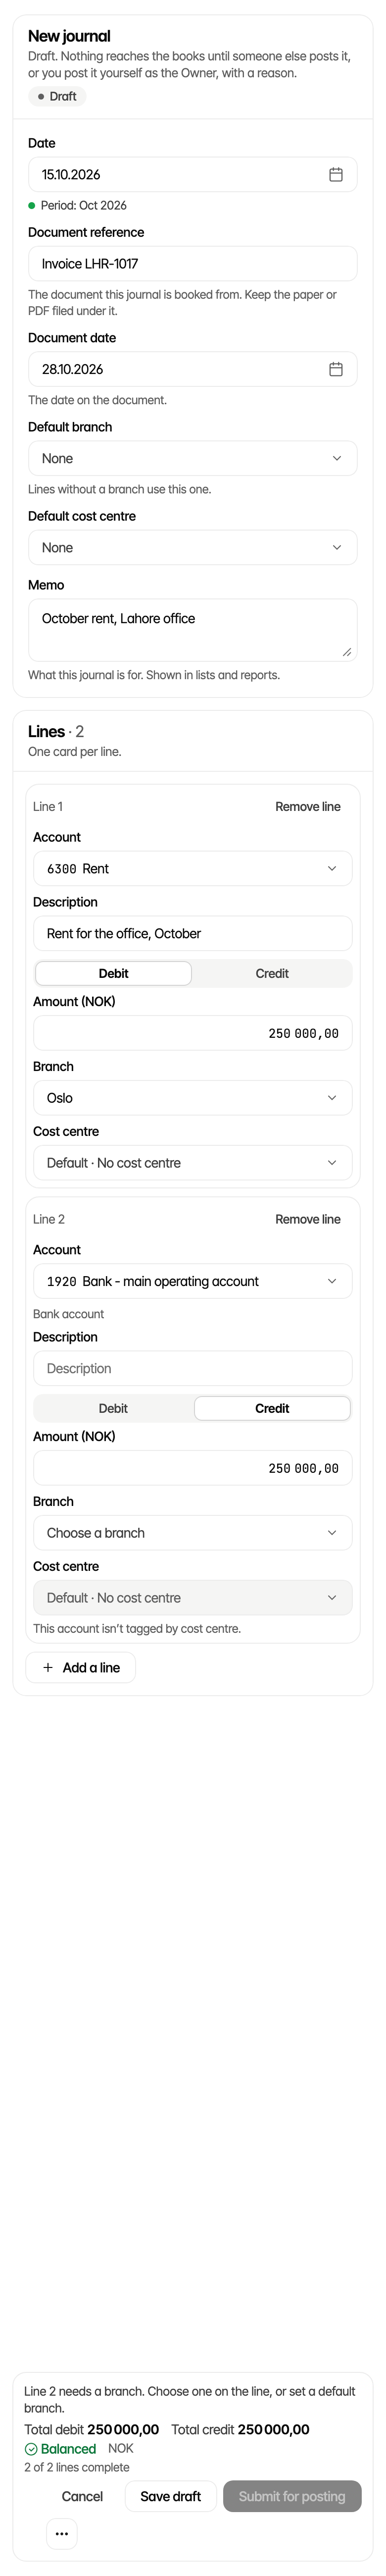 New journal
Draft. Nothing reaches the books until someone else posts it,
or you post it yourself as the Owner, with a reason.
Draft
Date
15.10.2026
Period: Oct 2026
Document reference
Invoice LHR-1017
The document this journal is booked from. Keep the paper or
PDF filed under it.
Document date
28.10.2026
The date on the document.
Default branch
None
Lines without a branch use this one.
Default cost centre
None
Memo
October rent, Lahore office
What this journal is for. Shown in lists and reports.
Lines · 2
One card per line.
Line 1 Remove line
Account
6300 Rent
Description
Rent for the office, October
Debit Credit
Amount (NOK)
250 000,00
Branch
Oslo
Cost centre
Default · No cost centre
Line 2 Remove line
Account
1920 Bank - main operating account
Bank account
Description
Description
Debit Credit
Amount (NOK)
250 000,00
Branch
Choose a branch
Cost centre
Default · No cost centre
This account isn't tagged by cost centre.
Add a line
Line 2 needs a branch. Choose one on the line, or set a default
branch.
Total debit 250 000,00 Total credit 250 000,00
Balanced NOK
2 of 2 lines complete
Cancel Save draft Submit for posting